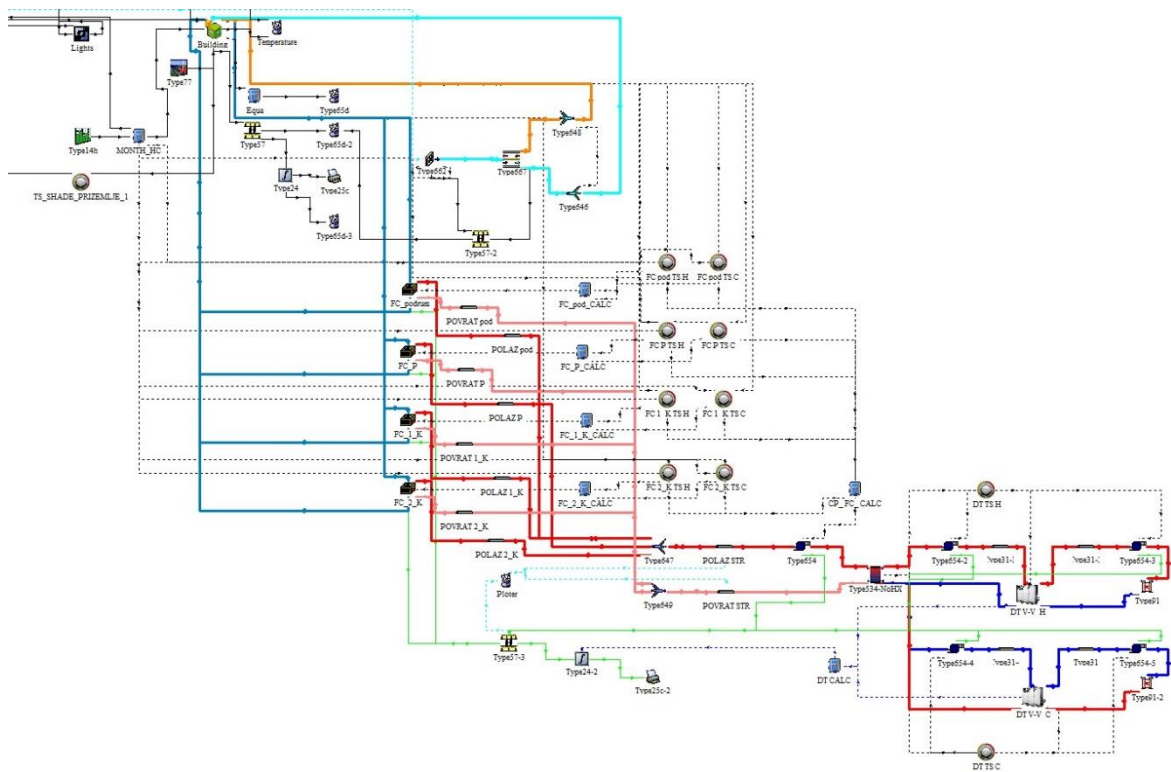 Lights
Building
Temperature
Type77
Equa
Type65d
Type648
Type14h
MONTH_HC
Type57
Type65d-2
Type662
Type667
TS_SHADE_PRIZEMLJE_1
Type24
Type25c
Type646
Type65d-3
Type57-2
FC pod TS H
FC pod TS C
FC_podrum
FC_pod_CALC
POVRAT pod
FC P TS H
FC P TS C
POLAZ pod
FC_P
FC_P_CALC
POVRAT P
FC 1_K TS H
FC 1_K TS C
POLAZ P
FC_1_K
FC_1_K_CALC
POVRAT 1_K
POLAZ 1_K
FC 2_K TS H
FC 2_K TS C
FC_2_K
FC_2_K_CALC
CP_FC_CALC
DT TS H
POVRAT 2_K
POLAZ 2_K
Type647
POLAZ STR
Type654
Type654-2
Type654-3
Ploter
Type649
POVRAT STR
Type534-NoHX
DT V-V H
Type91
Type57-3
Type24-2
Type25c-2
DT CALC
Type654-4
Type31
Type654-5
Type91-2
DT V-V C
DT TS C